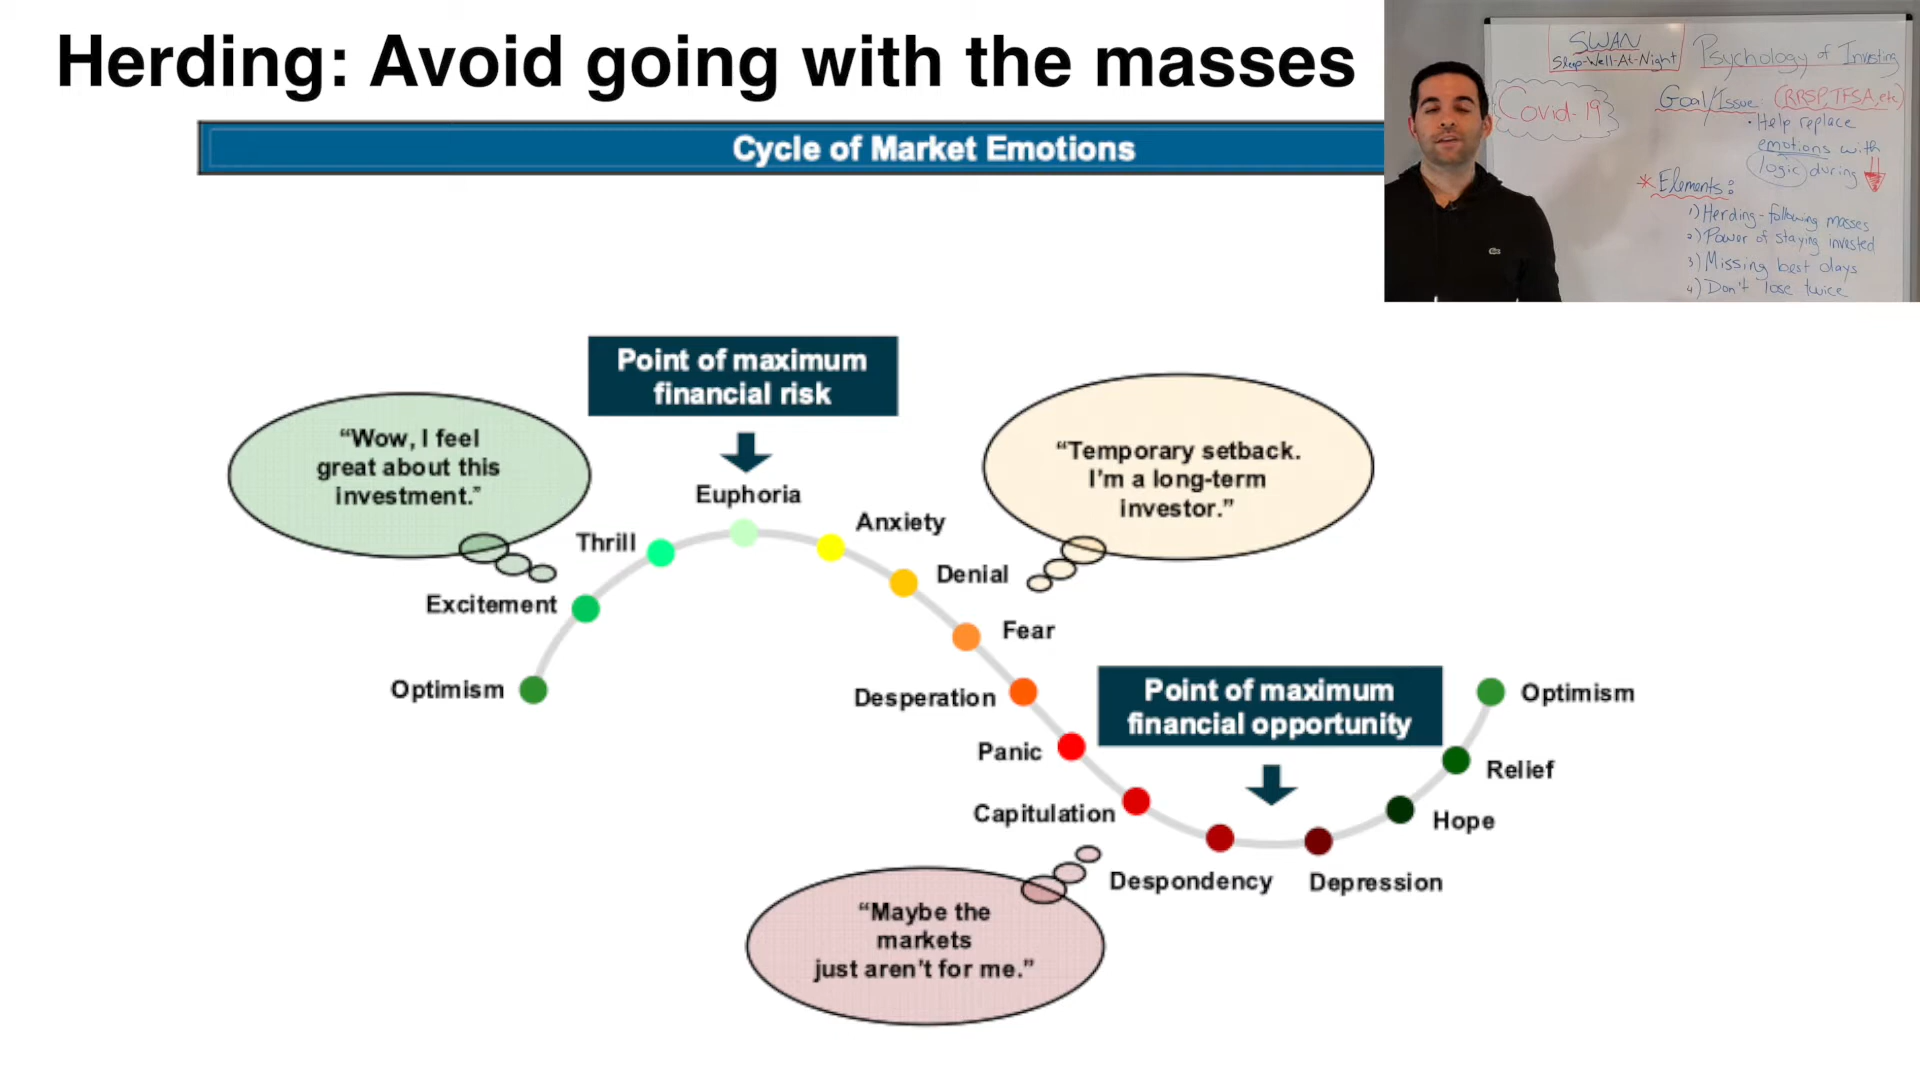 Herding: Avoid going with the masses
Cycle of Market Emotions
SWAN
Sleep-Well-At-Night
Psychology of Investing
Covid-19
Goal/Issue: (RRSP, TFSA, etc)
• Help replace
emotions with
logic during
* Elements:
1) Herding - following masses
2) Power of staying invested
3) Missing best days
4) Don't lose twice
Point of maximum
financial risk
“Wow, I feel
great about this
investment.”
“Temporary setback.
I’m a long-term
investor.”
Euphoria
Anxiety
Thrill
Denial
Excitement
Fear
Optimism
Desperation
Point of maximum
financial opportunity
Optimism
Panic
Relief
Capitulation
Hope
Despondency
Depression
“Maybe the
markets
just aren’t for me.”